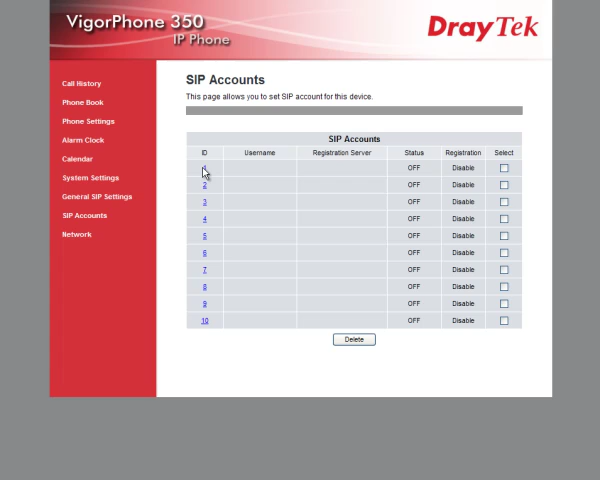 VigorPhone 350
IP Phone
DrayTek
Call History
Phone Book
Phone Settings
Alarm Clock
Calendar
System Settings
General SIP Settings
SIP Accounts
Network
SIP Accounts
This page allows you to set SIP account for this device.
SIP Accounts
ID Username Registration Server Status Registration Select
1 OFF Disable
2 OFF Disable
3 OFF Disable
4 OFF Disable
5 OFF Disable
6 OFF Disable
7 OFF Disable
8 OFF Disable
9 OFF Disable
10 OFF Disable
Delete